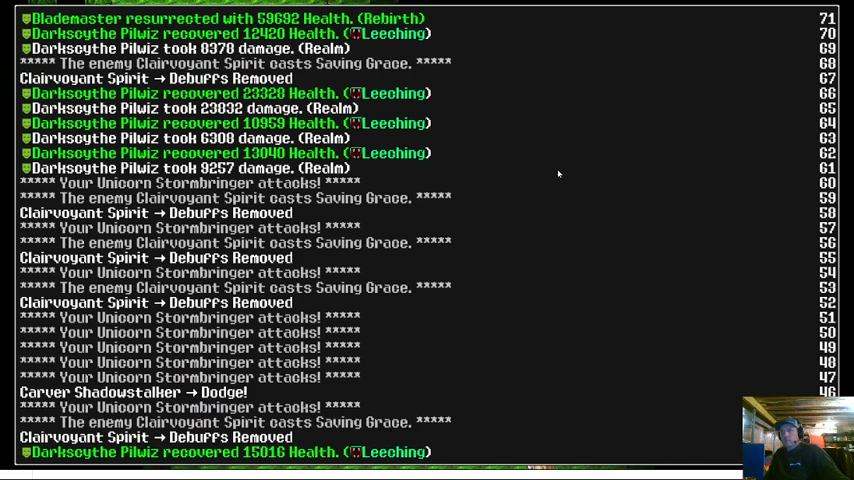 Blademaster resurrected with 59692 Health. (Rebirth) 71
Darkscythe Pilwiz recovered 12420 Health. (Leeching) 70
Darkscythe Pilwiz took 8378 damage. (Realm) 69
***** The enemy Clairvoyant Spirit casts Saving Grace. ***** 68
Clairvoyant Spirit → Debuffs Removed 67
Darkscythe Pilwiz recovered 23328 Health. (Leeching) 66
Darkscythe Pilwiz took 23832 damage. (Realm) 65
Darkscythe Pilwiz recovered 10959 Health. (Leeching) 64
Darkscythe Pilwiz took 6308 damage. (Realm) 63
Darkscythe Pilwiz recovered 13040 Health. (Leeching) 62
Darkscythe Pilwiz took 9257 damage. (Realm) 61
***** Your Unicorn Stormbringer attacks! ***** 60
***** The enemy Clairvoyant Spirit casts Saving Grace. ***** 59
Clairvoyant Spirit → Debuffs Removed 58
***** Your Unicorn Stormbringer attacks! ***** 57
***** The enemy Clairvoyant Spirit casts Saving Grace. ***** 56
Clairvoyant Spirit → Debuffs Removed 55
***** Your Unicorn Stormbringer attacks! ***** 54
***** The enemy Clairvoyant Spirit casts Saving Grace. ***** 53
Clairvoyant Spirit → Debuffs Removed 52
***** Your Unicorn Stormbringer attacks! ***** 51
***** Your Unicorn Stormbringer attacks! ***** 50
***** Your Unicorn Stormbringer attacks! ***** 49
***** Your Unicorn Stormbringer attacks! ***** 48
***** Your Unicorn Stormbringer attacks! ***** 47
Carver Shadowstalker → Dodge! 46
***** Your Unicorn Stormbringer attacks! *****
***** The enemy Clairvoyant Spirit casts Saving Grace. *****
Clairvoyant Spirit → Debuffs Removed
Darkscythe Pilwiz recovered 15016 Health. (Leeching)